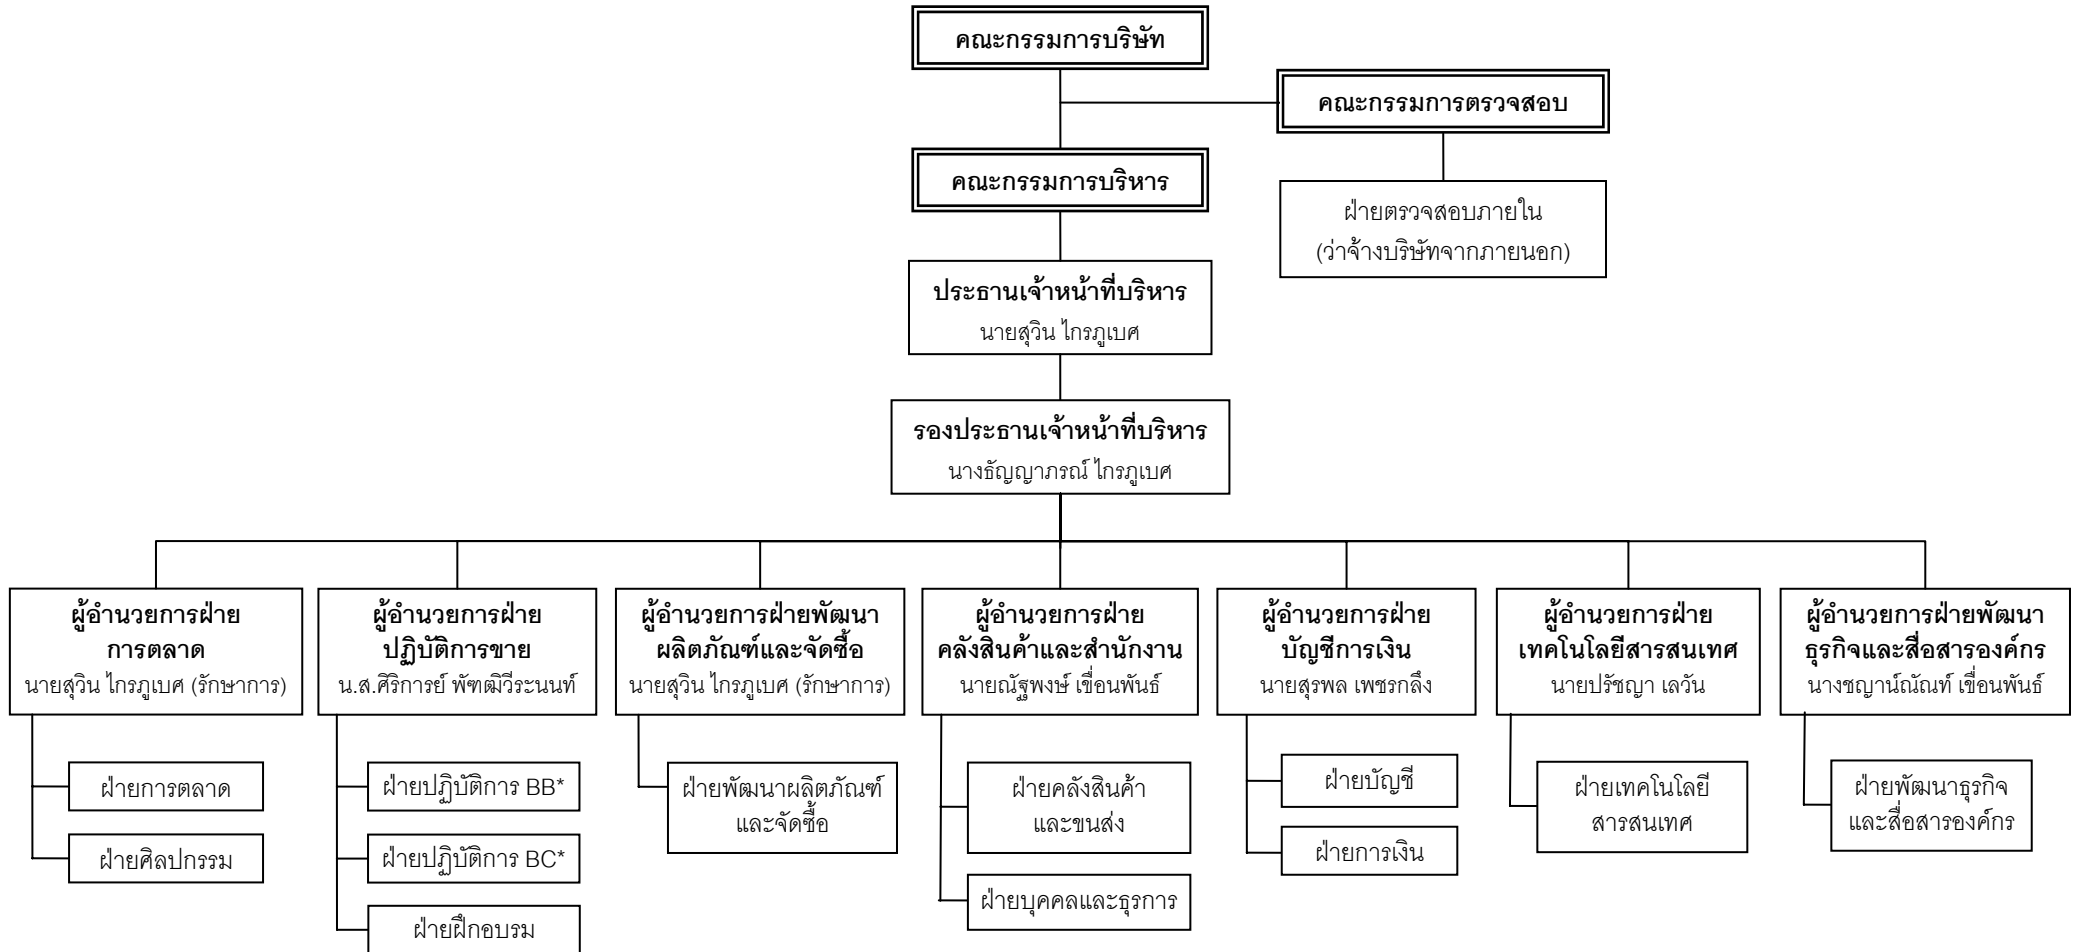 คณะกรรมการบริษัท
คณะกรรมการตรวจสอบ
คณะกรรมการบริหาร
ฝ่ายตรวจสอบภายใน
(ว่าจ้างบริษัทจากภายนอก)
ประธานเจ้าหน้าที่บริหาร
นายสุวิน ไกรภูเบศ
รองประธานเจ้าหน้าที่บริหาร
นางธัญญาภรณ์ ไกรภูเบศ
ผู้อำนวยการฝ่าย
การตลาด
นายสุวิน ไกรภูเบศ (รักษาการ)
ฝ่ายการตลาด
ฝ่ายศิลปกรรม
ผู้อำนวยการฝ่าย
ปฏิบัติการขาย
น.ส.ศิริการย์ พัฑฒิวีระนนท์
ฝ่ายปฏิบัติการ BB*
ฝ่ายปฏิบัติการ BC*
ฝ่ายฝึกอบรม
ผู้อำนวยการฝ่ายพัฒนา
ผลิตภัณฑ์และจัดซื้อ
นายสุวิน ไกรภูเบศ (รักษาการ)
ฝ่ายพัฒนาผลิตภัณฑ์
และจัดซื้อ
ผู้อำนวยการฝ่าย
คลังสินค้าและสำนักงาน
นายณัฐพงษ์ เขื่อนพันธ์
ฝ่ายคลังสินค้า
และขนส่ง
ฝ่ายบุคคลและธุรการ
ผู้อำนวยการฝ่าย
บัญชีการเงิน
นายสุรพล เพชรกลึง
ฝ่ายบัญชี
ฝ่ายการเงิน
ผู้อำนวยการฝ่าย
เทคโนโลยีสารสนเทศ
นายปรัชญา เลวัน
ฝ่ายเทคโนโลยี
สารสนเทศ
ผู้อำนวยการฝ่ายพัฒนา
ธุรกิจและสื่อสารองค์กร
นางชญาน์ณัณท์ เขื่อนพันธ์
ฝ่ายพัฒนาธุรกิจ
และสื่อสารองค์กร